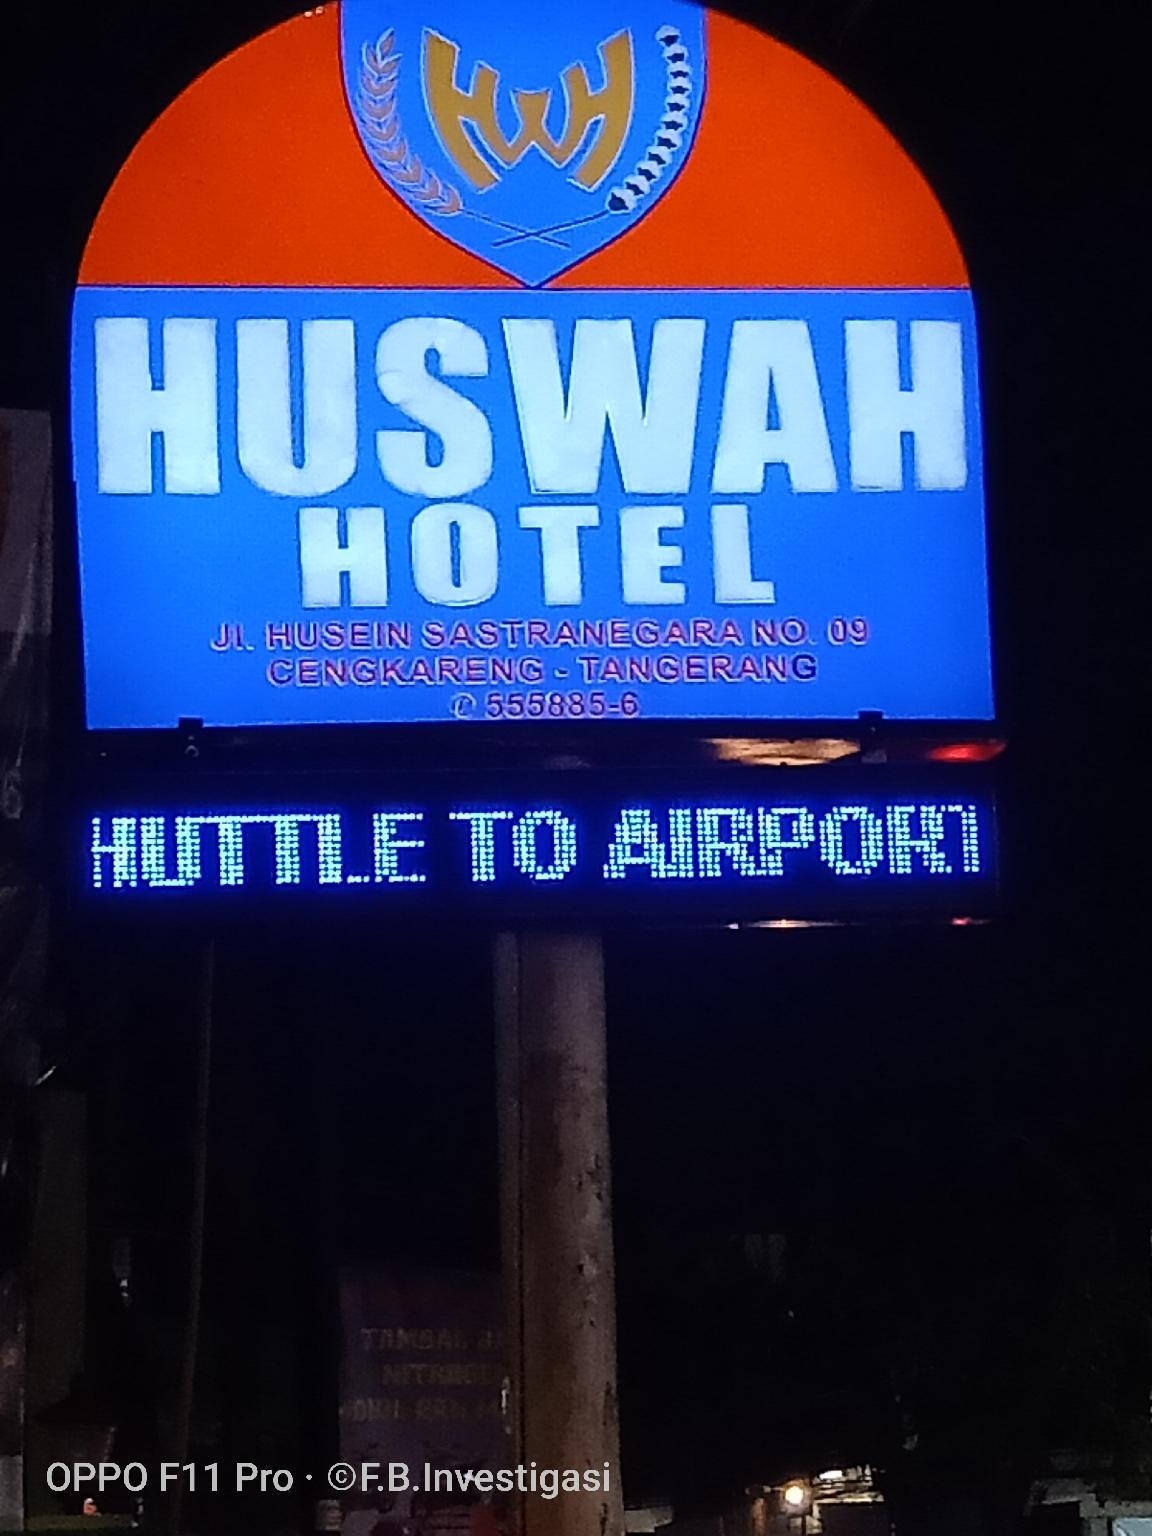 HWH
HUSWAH
HOTEL
Jl. HUSEIN SASTRANEGARA NO. 09
CENGKARENG - TANGERANG
✆ 555885-6
HUTTLE TO AIRPORT
TAMBAL
OPPO F11 Pro · ©F.B.Investigasi